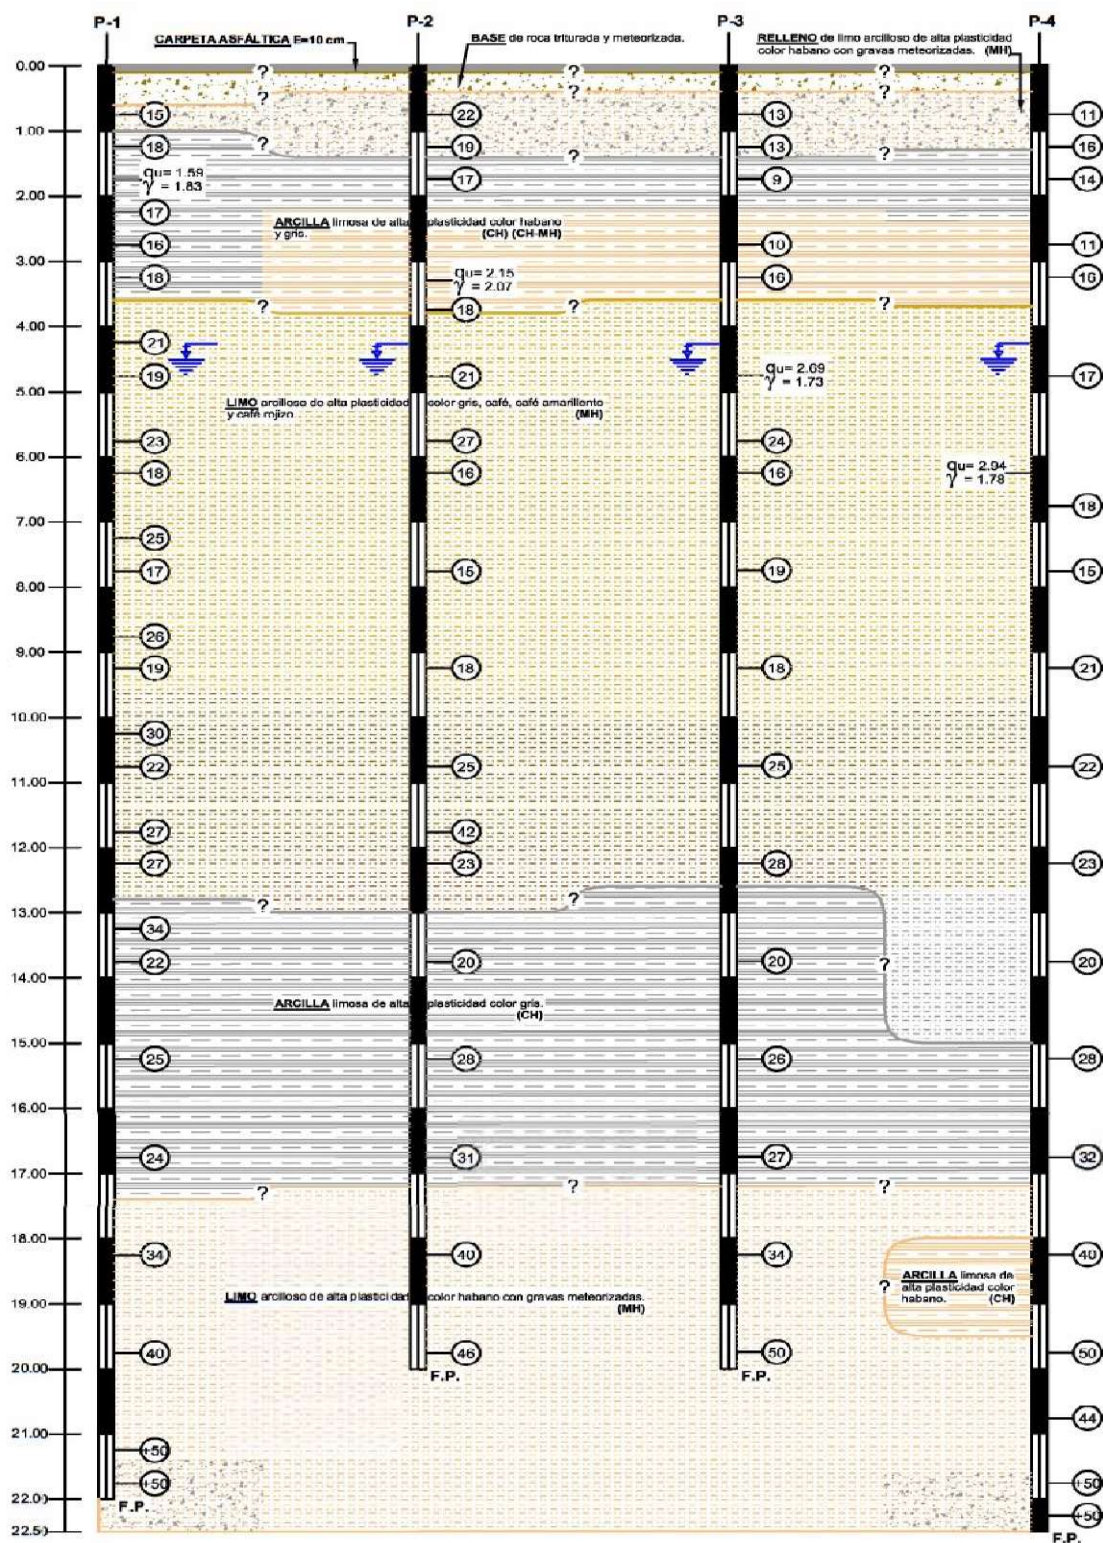 P-1 P-2 P-3 P-4
CARPETA ASFÁLTICA E=10 cm
BASE de roca triturada y meteorizada.
RELLENO de limo arcilloso de alta plasticidad
color habano con gravas meteorizadas. (MH)
0.00
? ?
? ? ?
15 22 13 11
1.00
18 ? 19 13 16
? ?
qu= 1.59
γ = 1.83
17 9 14
2.00
17
ARCILLA limosa de alta plasticidad color habano
y gris. (CH) (CH-MH)
16 10 11
3.00
18 16 16
qu= 2.15
γ = 2.07
? 18 ? ?
4.00
21
19 21 17
qu= 2.69
γ = 1.73
5.00
LIMO arcilloso de alta plasticidad color gris, café, café amarillento
y café rojizo. (MH)
23 27 24
6.00
18 16 16
qu= 2.94
γ = 1.78
18
7.00
25
17 15 19 15
8.00
26
9.00
19 18 18 21
10.00
30
22 25 25 22
11.00
27 42
12.00
27 23 28 23
? ?
13.00
34
22 20 20 ? 20
14.00
ARCILLA limosa de alta plasticidad color gris.
(CH)
15.00
25 28 26 28
16.00
24 31 27 32
17.00
? ? ?
18.00
34 40 34 40
ARCILLA limosa de
alta plasticidad color
habano. (CH)
?
LIMO arcilloso de alta plasticidad color habano con gravas meteorizadas.
(MH)
19.00
40 46 50 50
20.00
F.P. F.P.
44
21.00
+50
+50 +50
22.00
F.P.
+50
22.50
F.P.